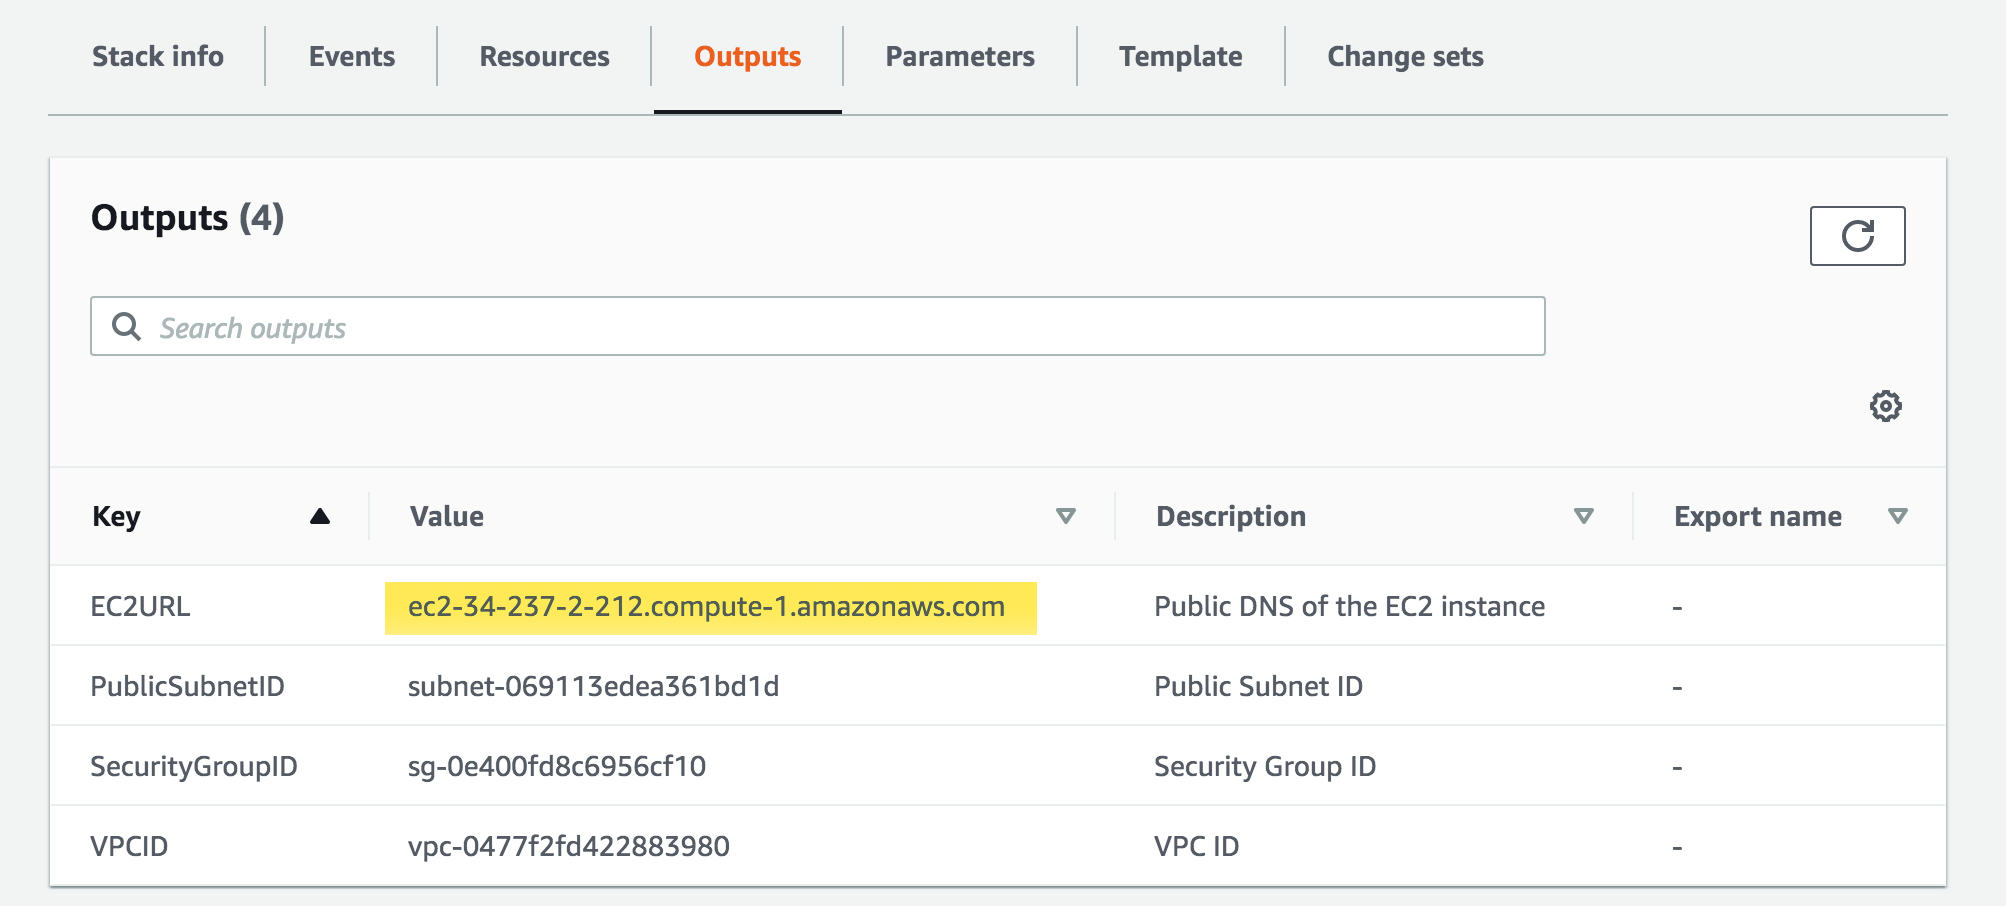 Stack info Events Resources Outputs Parameters Template Change sets
Outputs (4)
Search outputs
Key Value Description Export name
EC2URL ec2-34-237-2-212.compute-1.amazonaws.com Public DNS of the EC2 instance -
PublicSubnetID subnet-069113edea361bd1d Public Subnet ID -
SecurityGroupID sg-0e400fd8c6956cf10 Security Group ID -
VPCID vpc-0477f2fd422883980 VPC ID -